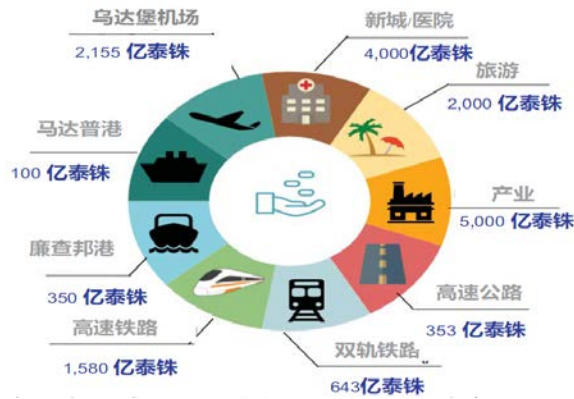 乌达堡机场
2,155 亿泰铢
新城/医院
4,000亿泰铢
旅游
2,000 亿泰铢
马达普港
100 亿泰铢
产业
5,000 亿泰铢
廉查邦港
350 亿泰铢
高速公路
353 亿泰铢
高速铁路
1,580 亿泰铢
双轨铁路
643亿泰铢